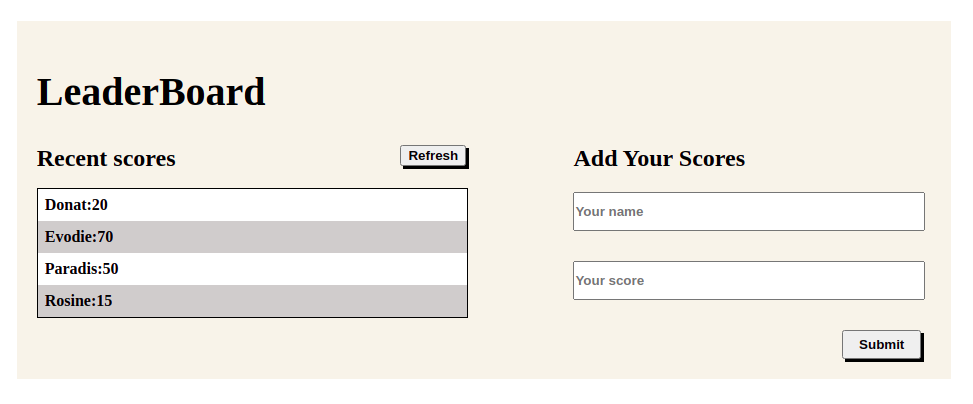 LeaderBoard
Recent scores
Refresh
Donat:20
Evodie:70
Paradis:50
Rosine:15
Add Your Scores
Your name
Your score
Submit